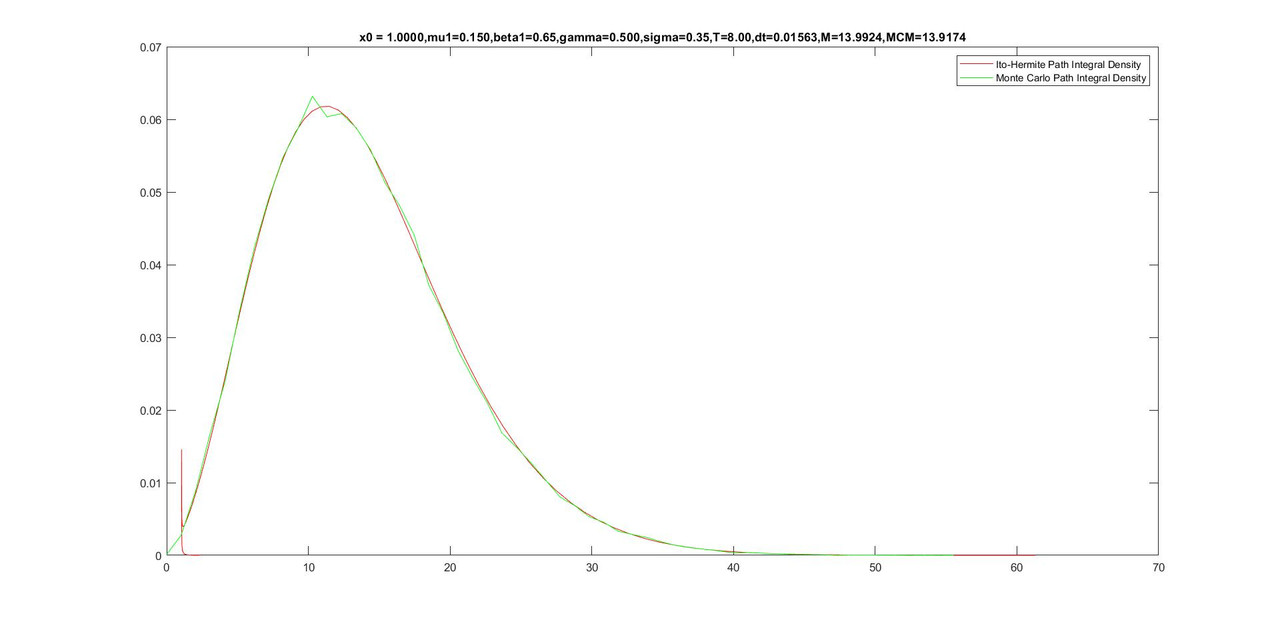 x0 = 1.0000,mu1=0.150,beta1=0.65,gamma=0.500,sigma=0.35,T=8.00,dt=0.01563,M=13.9924,MCM=13.9174
Ito-Hermite Path Integral Density
Monte Carlo Path Integral Density
0.07
0.06
0.05
0.04
0.03
0.02
0.01
0
0 10 20 30 40 50 60 70